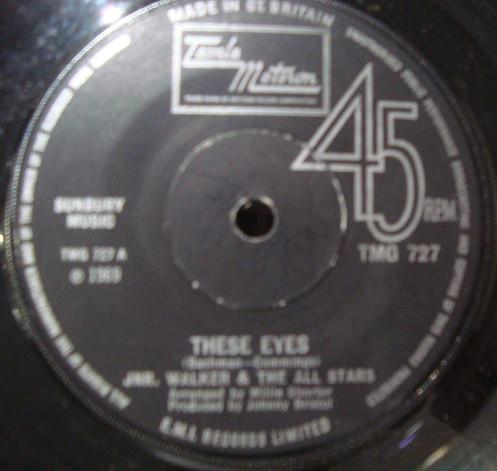 MADE IN GT. BRITAIN
Tamla
Motown
45
RPM
SUNBURY
MUSIC
TMG 727 A
℗ 1969
TMG 727
THESE EYES
(Bachman - Cummings)
JNR. WALKER & THE ALL STARS
Arranged by Willie Shorter
Produced by Johnny Bristol
E.M.I. RECORDS LIMITED